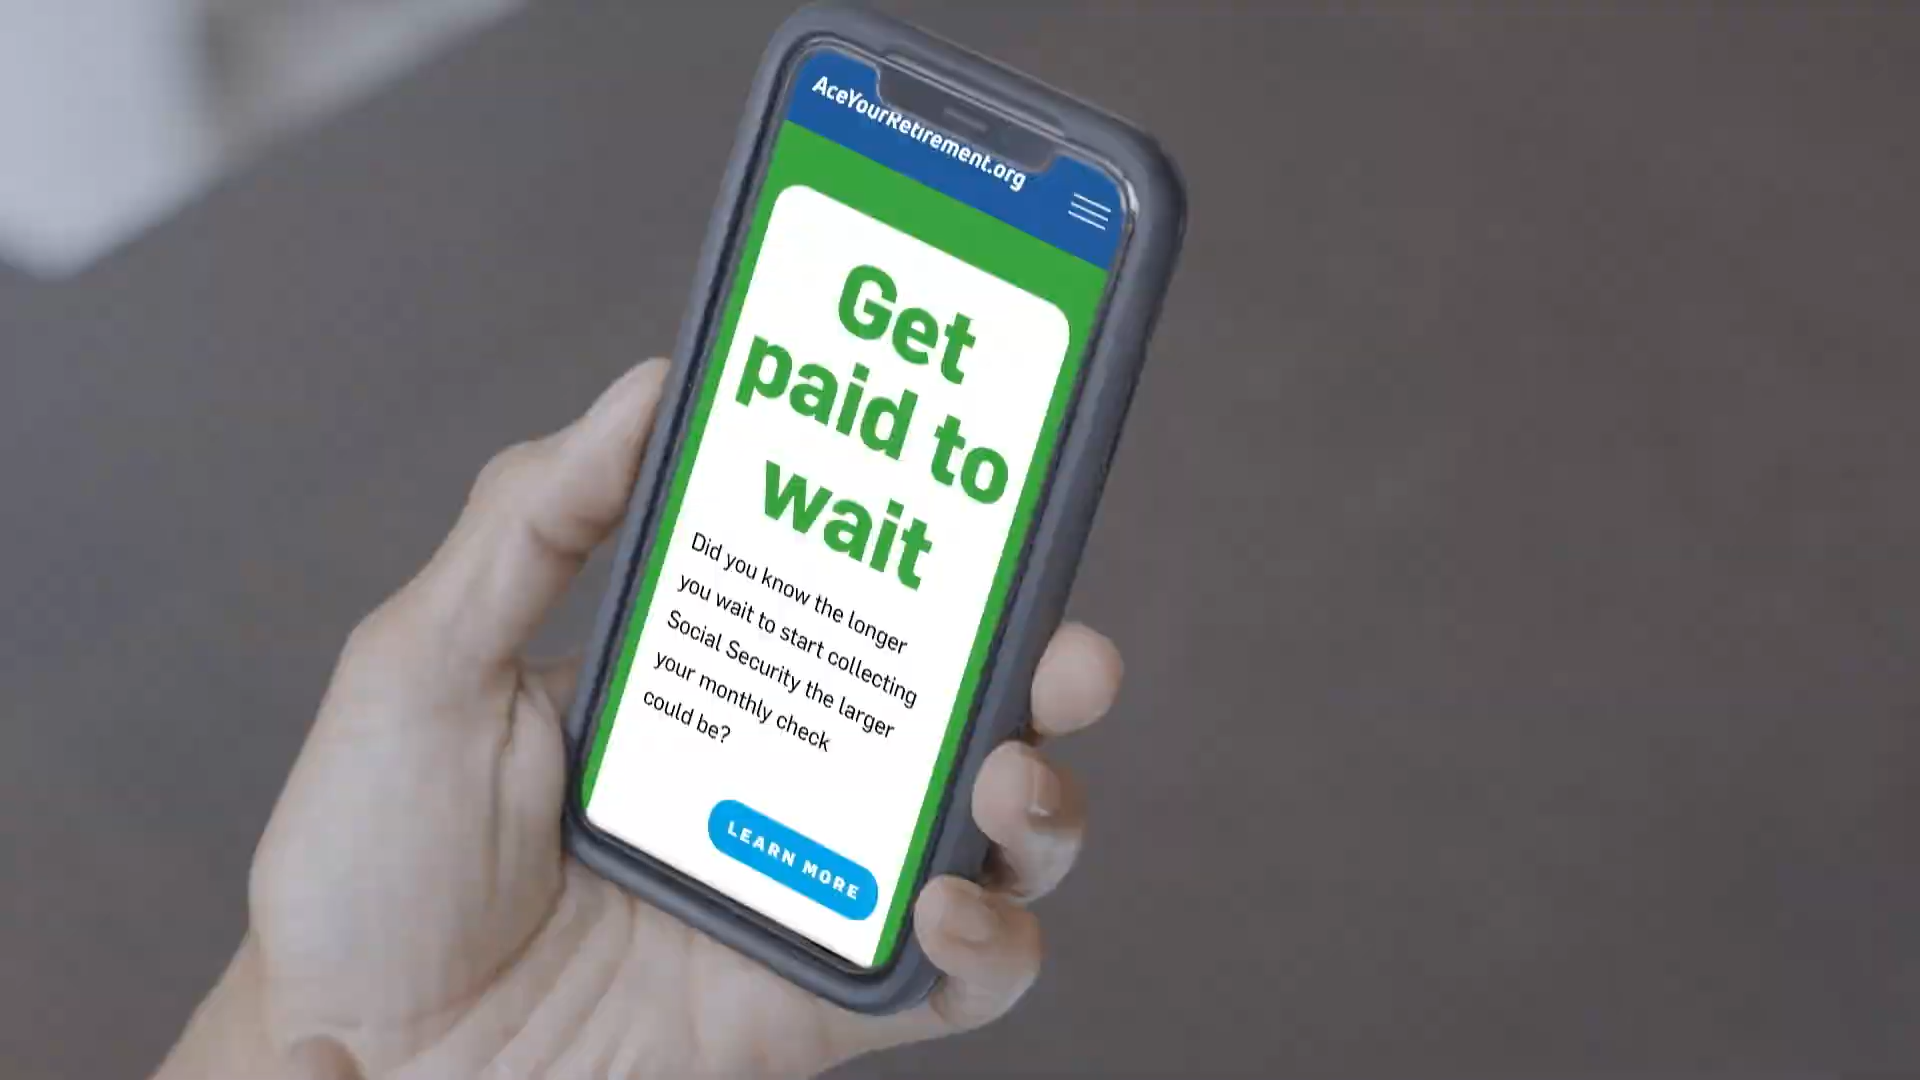 AceYourRetirement.org
Get
paid to
wait
Did you know the longer
you wait to start collecting
Social Security the larger
your monthly check
could be?
LEARN MORE